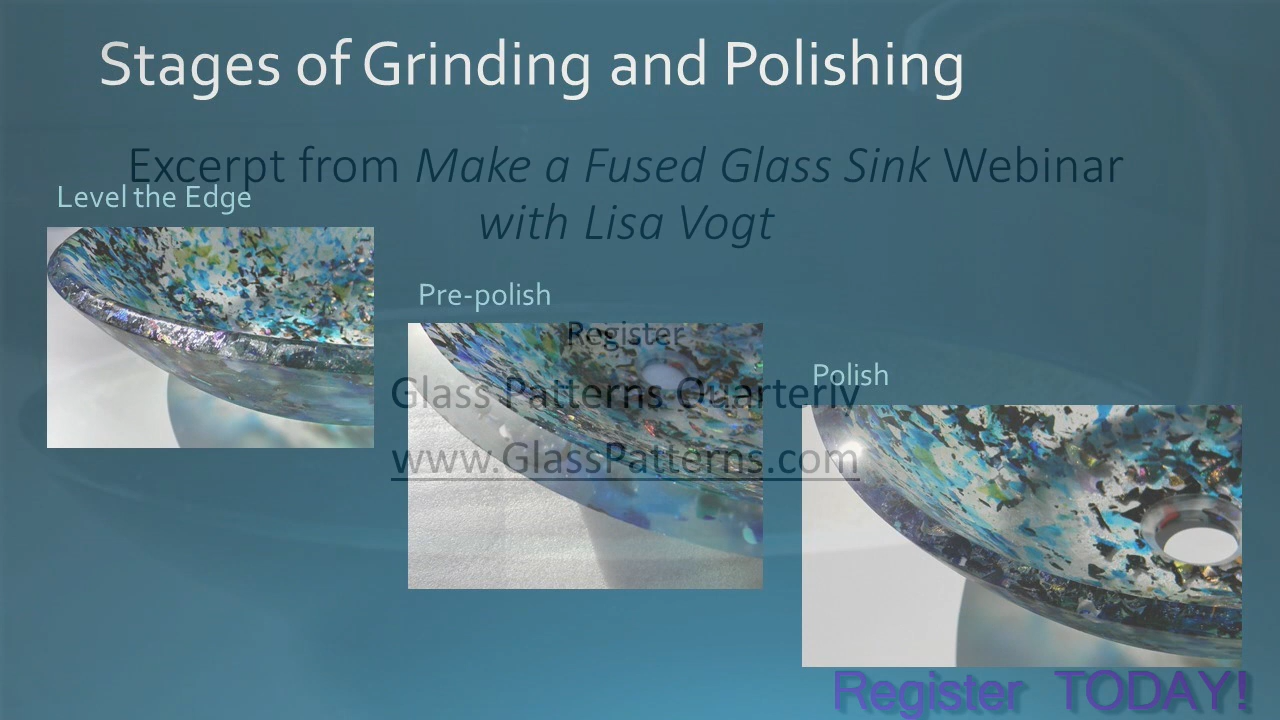 Stages of Grinding and Polishing
Excerpt from Make a Fused Glass Sink Webinar
with Lisa Vogt
Level the Edge
Pre-polish
Register
Glass Patterns Quarterly
www.GlassPatterns.com
Polish
Register TODAY!